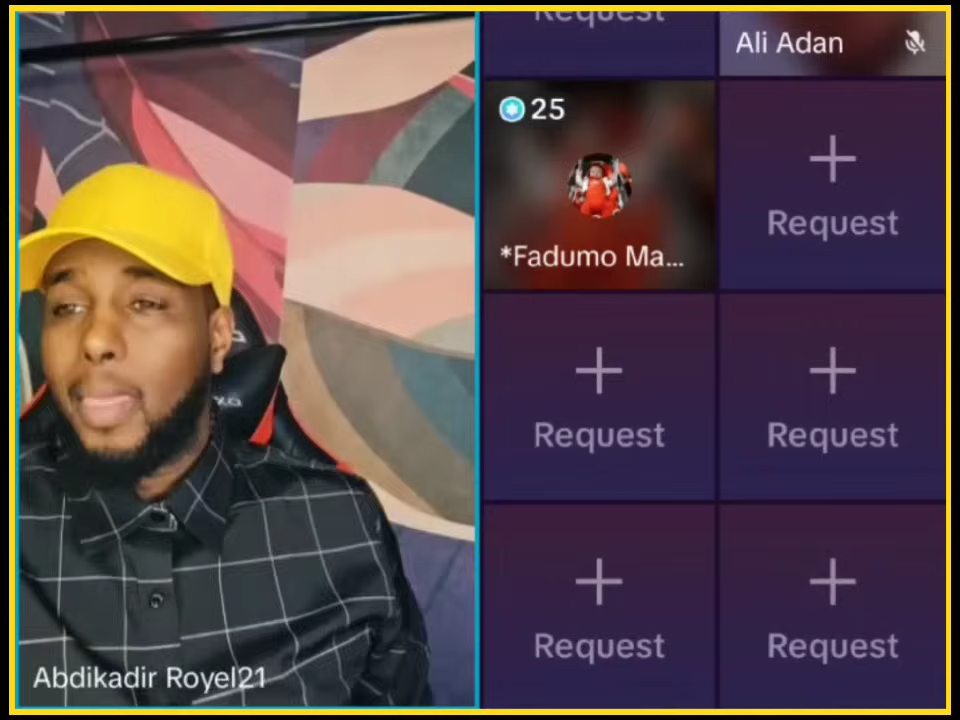 Request
Ali Adan
25
*Fadumo Ma...
Request
Request
Request
Request
Request
Abdikadir Royel21